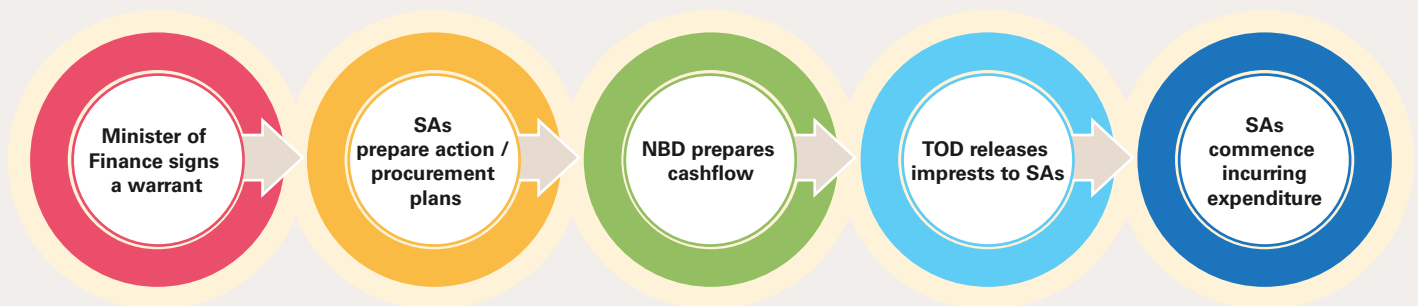 Minister of
Finance signs
a warrant
SAs
prepare action /
procurement
plans
NBD prepares
cashflow
TOD releases
imprests to SAs
SAs
commence
incurring
expenditure